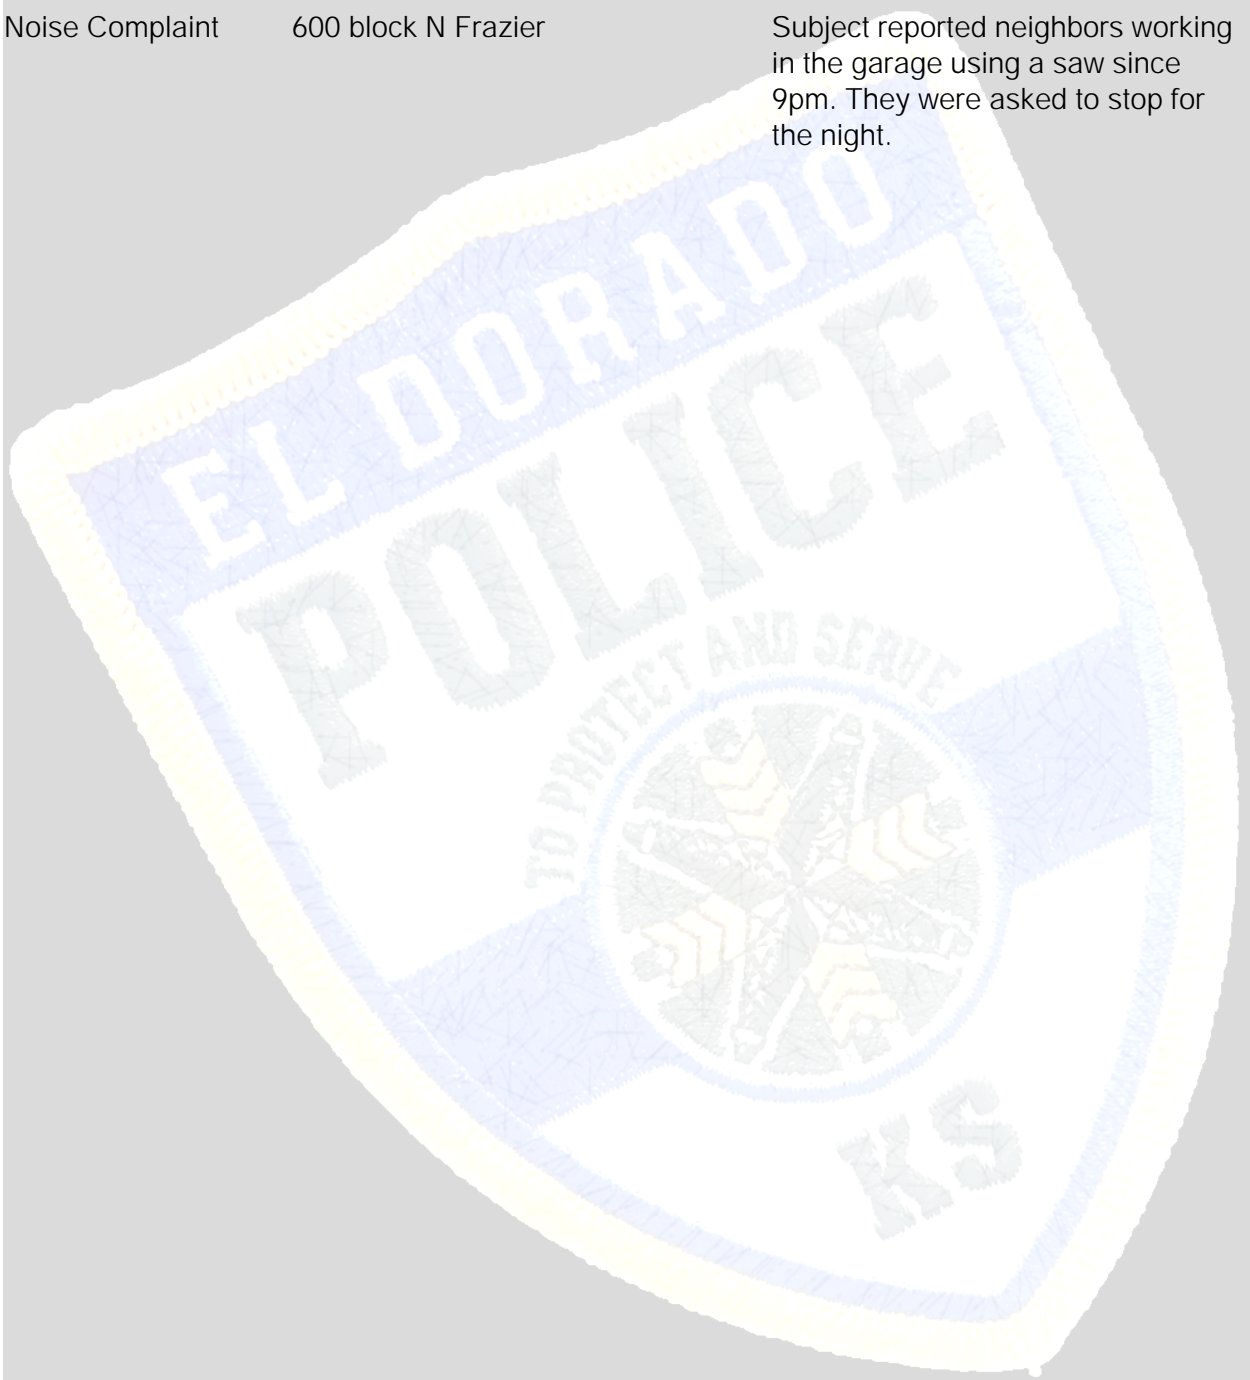 Noise Complaint
600 block N Frazier
Subject reported neighbors working
in the garage using a saw since
9pm. They were asked to stop for
the night.
EL DORADO
POLICE
TO PROTECT AND SERVE
KS